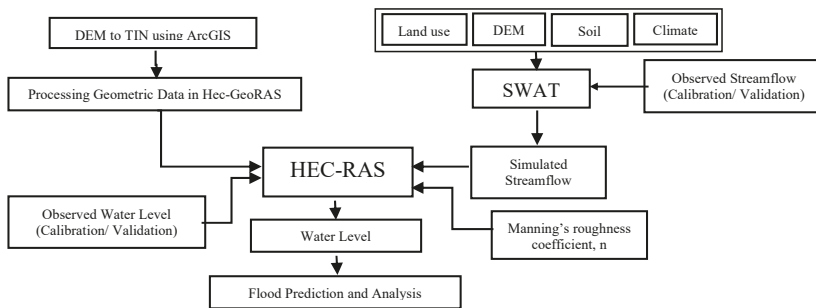 DEM to TIN using ArcGIS
Land use
DEM
Soil
Climate
Processing Geometric Data in Hec-GeoRAS
SWAT
Observed Streamflow
(Calibration/ Validation)
HEC-RAS
Simulated
Streamflow
Observed Water Level
(Calibration/ Validation)
Water Level
Manning's roughness
coefficient, n
Flood Prediction and Analysis